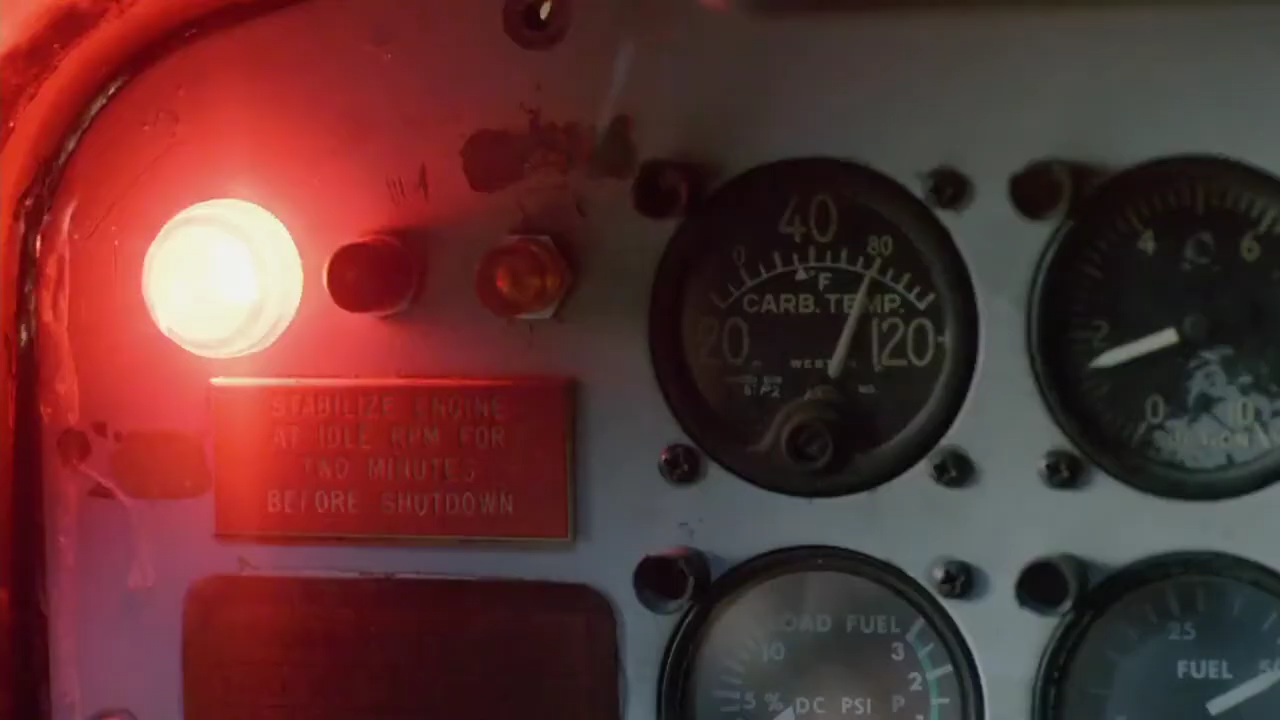 STABILIZE ENGINE
AT IDLE RPM FOR
TWO MINUTES
BEFORE SHUTDOWN
0 40 80
°F
CARB. TEMP.
20 120
4 6
2
0 10
LOAD FUEL
10 3
2
5 % DC PSI P
25
FUEL 50